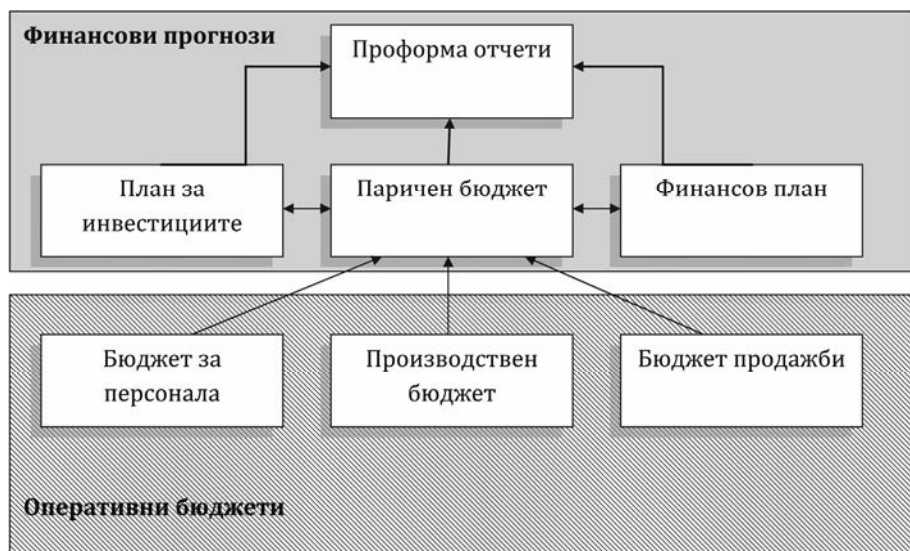 Финансови прогнози
Проформа отчети
План за
инвестициите
Паричен бюджет
Финансов план
Бюджет за
персонала
Производствен
бюджет
Бюджет продажби
Оперативни бюджети